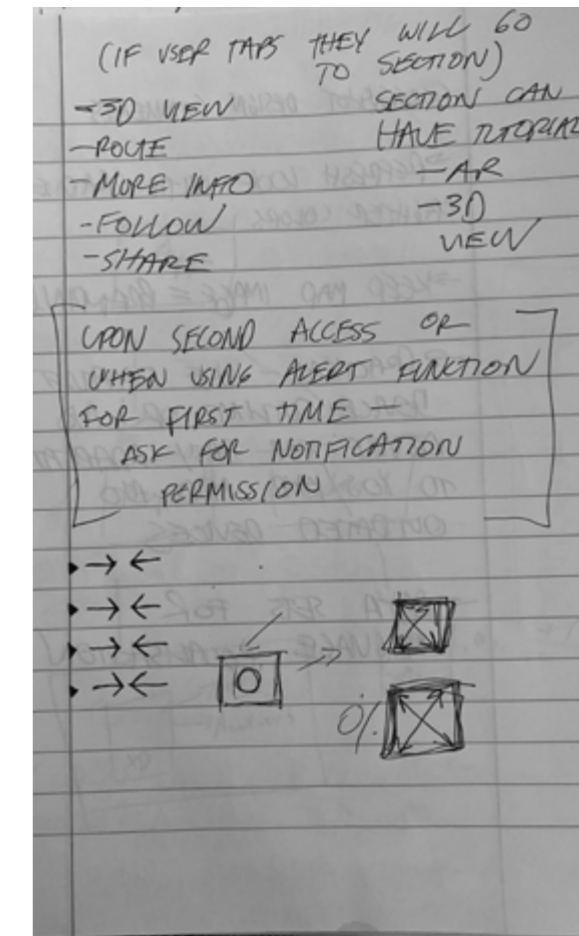 (IF USER TAPS THEY WILL GO
TO SECTION)
-3D VIEW
-ROUTE
-MORE INFO
-FOLLOW
-SHARE
SECTION CAN
HAVE TUTORIAL
-AR
-3D
VIEW
UPON SECOND ACCESS OR
WHEN USING ALERT FUNCTION
FOR FIRST TIME -
ASK FOR NOTIFICATION
PERMISSION
→ ←
→ ←
→ ←
→ ←